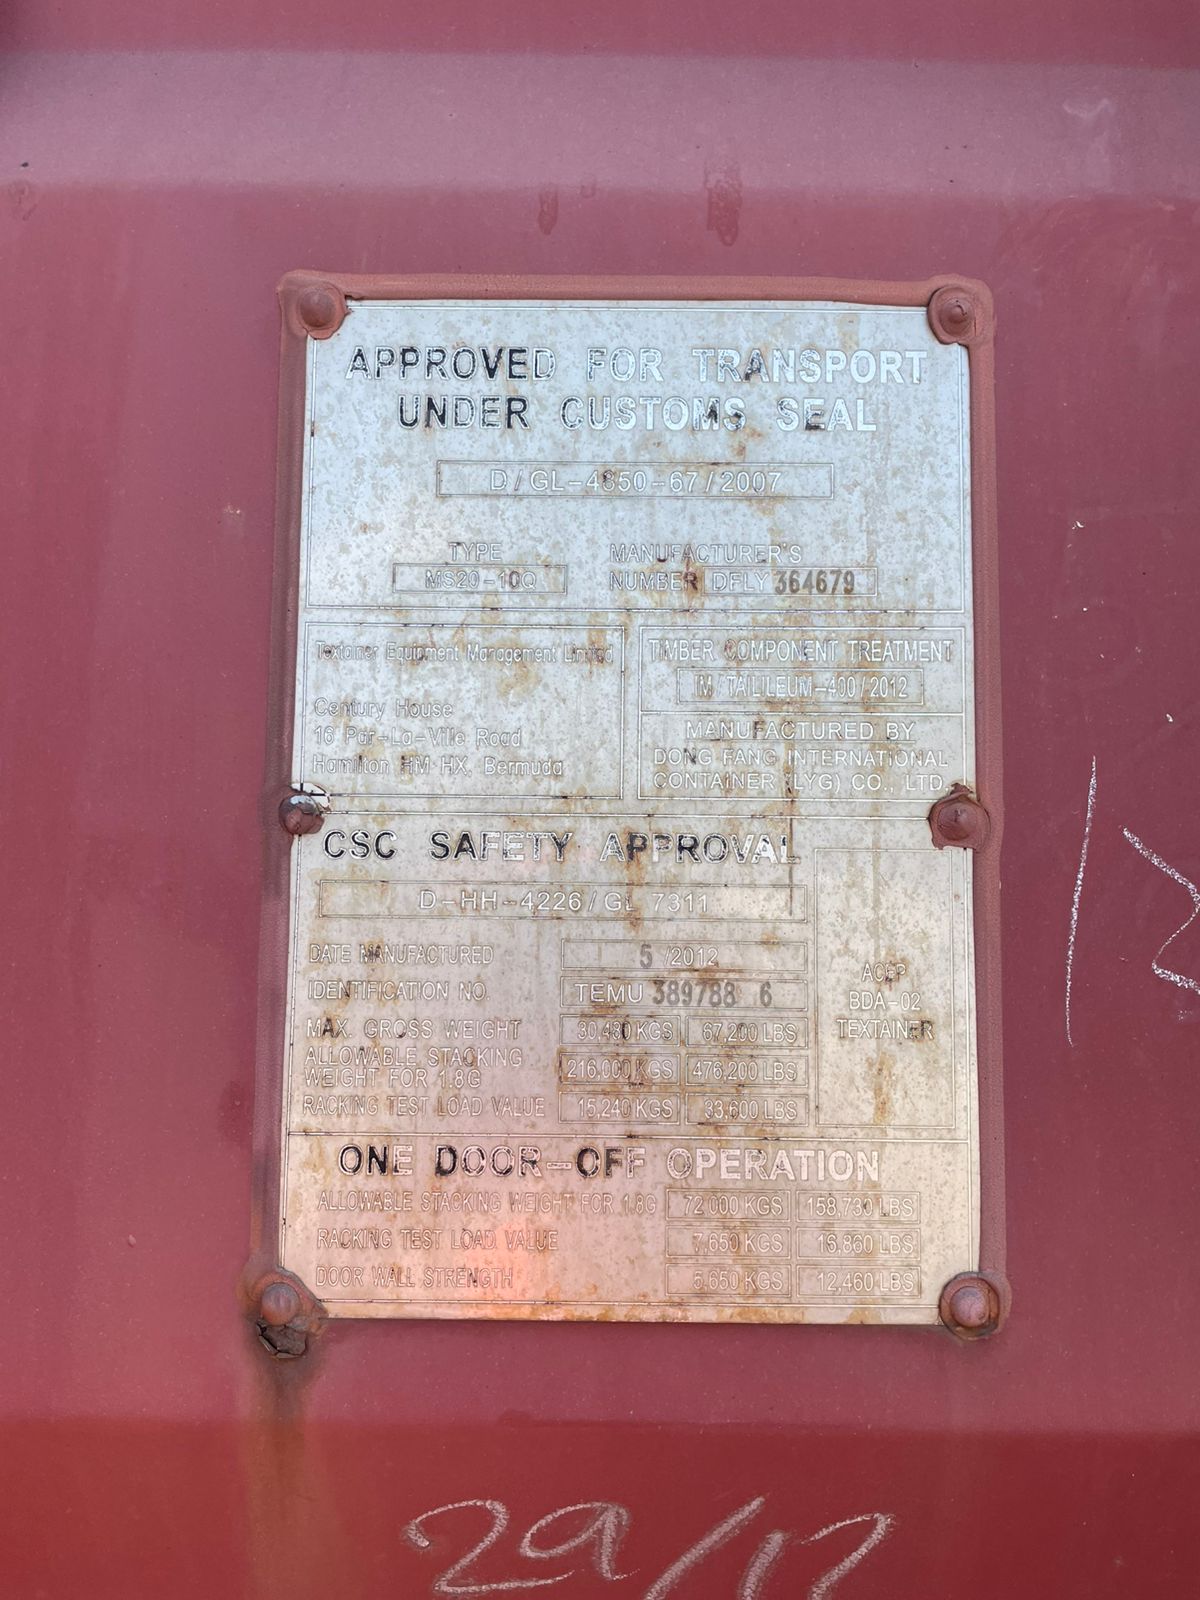 APPROVED FOR TRANSPORT
UNDER CUSTOMS SEAL
D/GL-4850-67/2007
TYPE
MS20-10Q
MANUFACTURER'S
NUMBER DFLY 364679
Textainer Equipment Management Limited
Century House
16 Par-La-Ville Road
Hamilton HM HX, Bermuda
TIMBER COMPONENT TREATMENT
IM/TAILILEUM-400/2012
MANUFACTURED BY
DONG FANG INTERNATIONAL
CONTAINER (LYG) CO., LTD.
CSC SAFETY APPROVAL
D-HH-4226/GL 7311
DATE MANUFACTURED 5 /2012
IDENTIFICATION NO. TEMU 389788 6
MAX. GROSS WEIGHT 30,480 KGS 67,200 LBS
ALLOWABLE STACKING
WEIGHT FOR 1.8G 216,000 KGS 476,200 LBS
RACKING TEST LOAD VALUE 15,240 KGS 33,600 LBS
ACEP
BDA-02
TEXTAINER
ONE DOOR-OFF OPERATION
ALLOWABLE STACKING WEIGHT FOR 1.8G 72,000 KGS 158,730 LBS
RACKING TEST LOAD VALUE 7,650 KGS 16,860 LBS
DOOR WALL STRENGTH 5,650 KGS 12,460 LBS